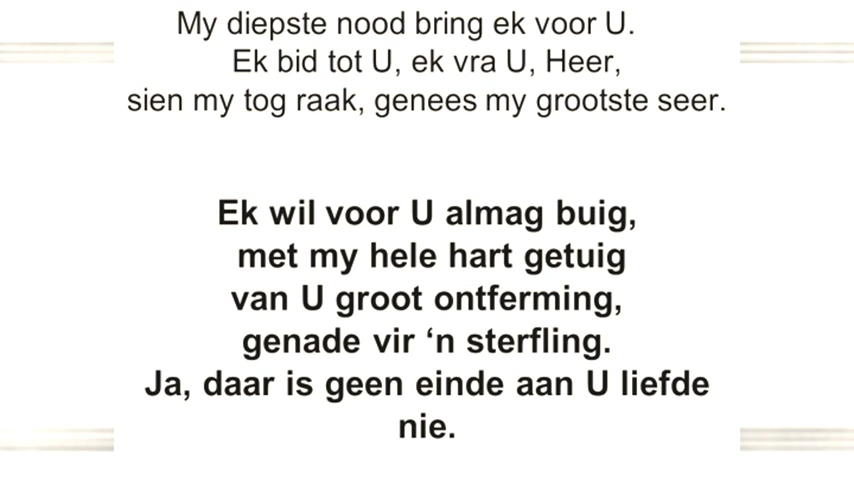 My diepste nood bring ek voor U.
Ek bid tot U, ek vra U, Heer,
sien my tog raak, genees my grootste seer.
Ek wil voor U almag buig,
met my hele hart getuig
van U groot ontferming,
genade vir ‘n sterfling.
Ja, daar is geen einde aan U liefde
nie.